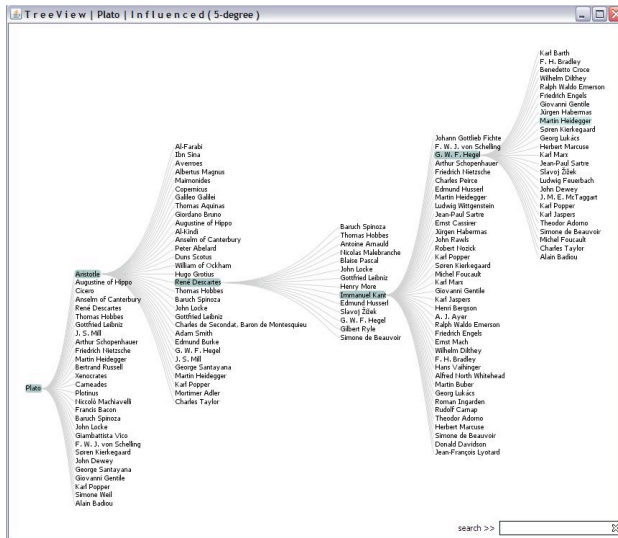 TreeView | Plato | Influenced ( 5-degree )
Plato
Aristotle
Augustine of Hippo
Cicero
Anselm of Canterbury
René Descartes
Thomas Hobbes
Gottfried Leibniz
J. S. Mill
Arthur Schopenhauer
Friedrich Nietzsche
Martin Heidegger
Bertrand Russell
Xenocrates
Carneades
Plotinus
Niccolò Machiavelli
Francis Bacon
Baruch Spinoza
John Locke
Giambattista Vico
F. W. J. von Schelling
Søren Kierkegaard
John Dewey
George Santayana
Giovanni Gentile
Karl Popper
Simone Weil
Alain Badiou
Al-Farabi
Ibn Sina
Averroes
Albertus Magnus
Maimonides
Copernicus
Galileo Galilei
Thomas Aquinas
Giordano Bruno
Augustine of Hippo
Al-Kindi
Anselm of Canterbury
Peter Abelard
Duns Scotus
William of Ockham
Hugo Grotius
René Descartes
Thomas Hobbes
Baruch Spinoza
John Locke
Gottfried Leibniz
Charles de Secondat, Baron de Montesquieu
Adam Smith
Edmund Burke
G. W. F. Hegel
J. S. Mill
George Santayana
Martin Heidegger
Karl Popper
Mortimer Adler
Charles Taylor
Baruch Spinoza
Thomas Hobbes
Antoine Arnauld
Nicolas Malebranche
Blaise Pascal
John Locke
Gottfried Leibniz
Henry More
Immanuel Kant
Edmund Husserl
Slavoj Žižek
G. W. F. Hegel
Gilbert Ryle
Simone de Beauvoir
Johann Gottlieb Fichte
F. W. J. von Schelling
G. W. F. Hegel
Arthur Schopenhauer
Friedrich Nietzsche
Charles Peirce
Edmund Husserl
Martin Heidegger
Ludwig Wittgenstein
Jean-Paul Sartre
Ernst Cassirer
Jürgen Habermas
John Rawls
Robert Nozick
Karl Popper
Søren Kierkegaard
Michel Foucault
Karl Marx
Giovanni Gentile
Karl Jaspers
Henri Bergson
A. J. Ayer
Ralph Waldo Emerson
Friedrich Engels
Ernst Mach
Wilhelm Dilthey
F. H. Bradley
Hans Vaihinger
Alfred North Whitehead
Martin Buber
Georg Lukács
Roman Ingarden
Rudolf Carnap
Theodor Adorno
Herbert Marcuse
Simone de Beauvoir
Donald Davidson
Jean-François Lyotard
Karl Barth
F. H. Bradley
Benedetto Croce
Wilhelm Dilthey
Ralph Waldo Emerson
Friedrich Engels
Giovanni Gentile
Jürgen Habermas
Martin Heidegger
Søren Kierkegaard
Georg Lukács
Herbert Marcuse
Karl Marx
Jean-Paul Sartre
Slavoj Žižek
Ludwig Feuerbach
John Dewey
J. M. E. McTaggart
Karl Popper
Karl Jaspers
Theodor Adorno
Simone de Beauvoir
Michel Foucault
Charles Taylor
Alain Badiou
search >>